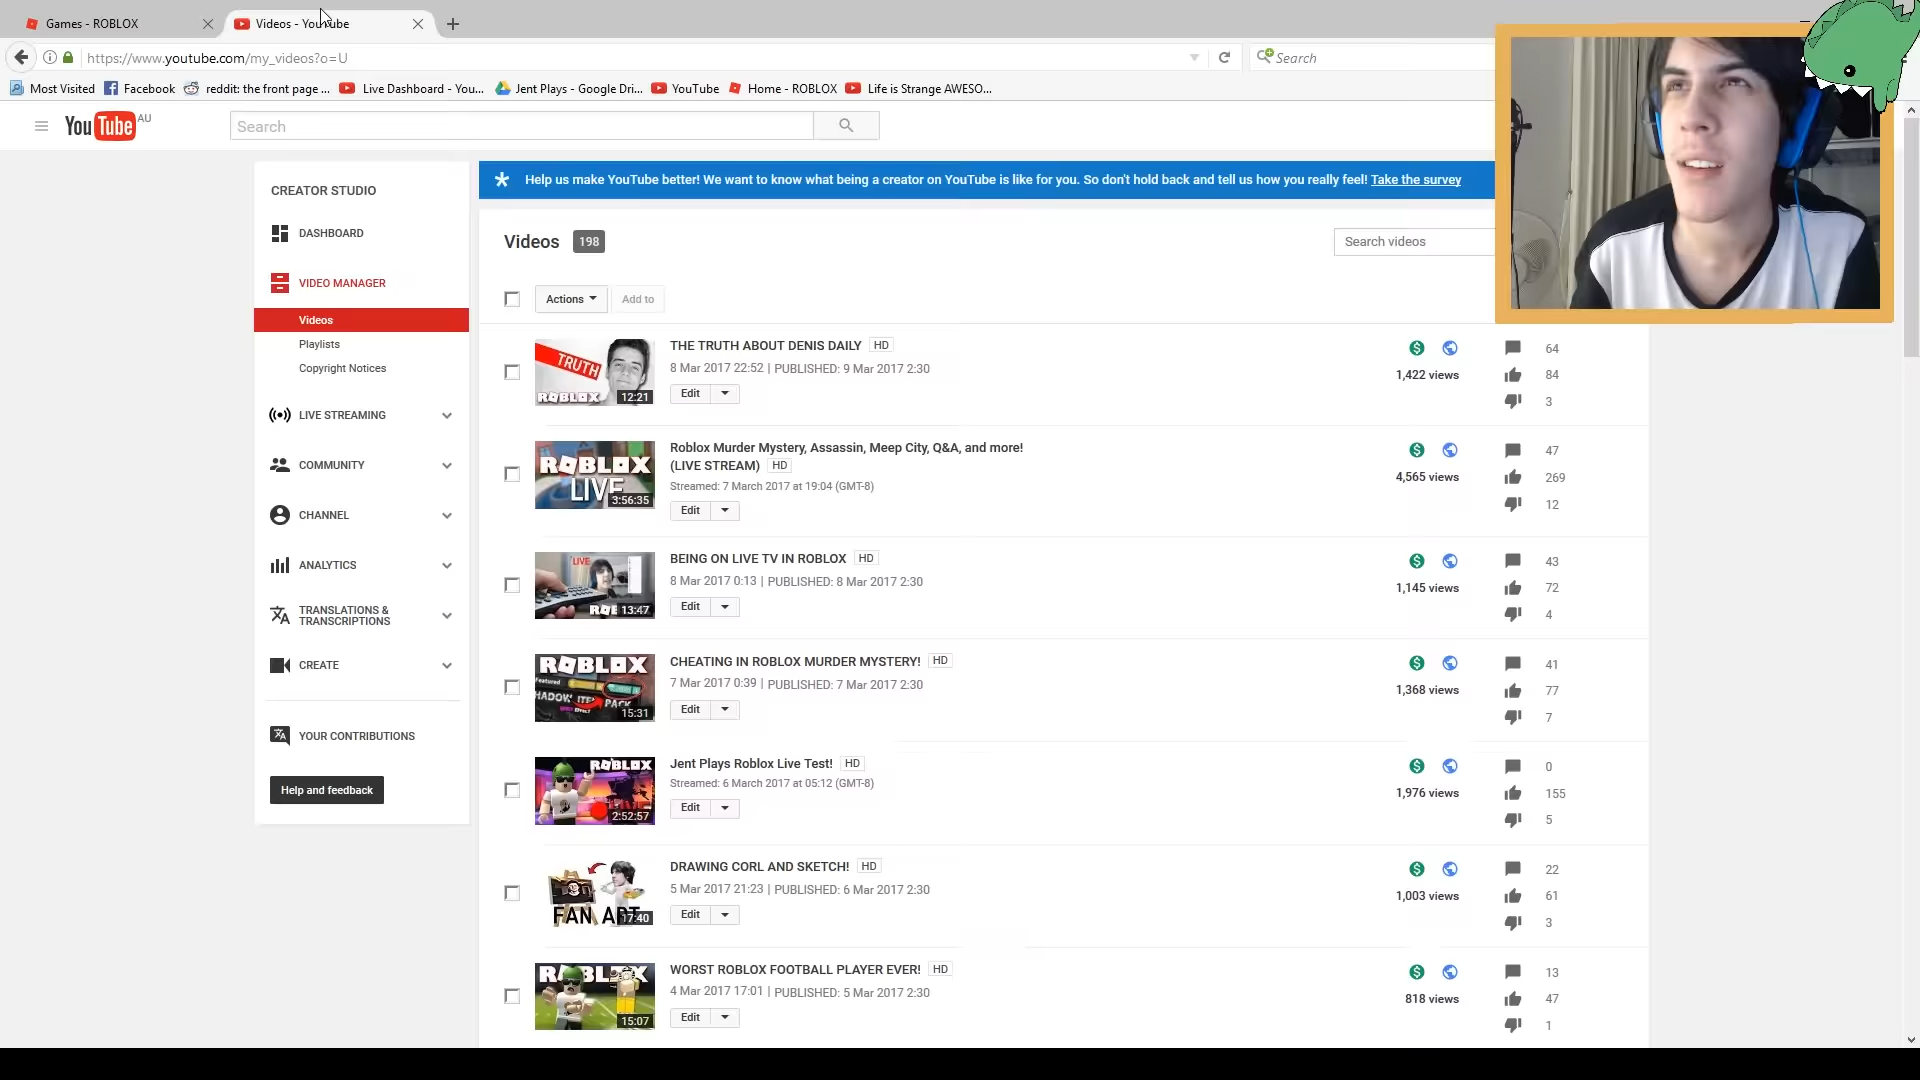 Games - ROBLOX
Videos - YouTube
https://www.youtube.com/my_videos?o=U
Search
Most Visited
Facebook
reddit: the front page ...
Live Dashboard - You...
Jent Plays - Google Dri...
YouTube
Home - ROBLOX
Life is Strange AWESO...
YouTube AU
Search
CREATOR STUDIO
DASHBOARD
VIDEO MANAGER
Videos
Playlists
Copyright Notices
LIVE STREAMING
COMMUNITY
CHANNEL
ANALYTICS
TRANSLATIONS &
TRANSCRIPTIONS
CREATE
YOUR CONTRIBUTIONS
Help and feedback
Help us make YouTube better! We want to know what being a creator on YouTube is like for you. So don't hold back and tell us how you really feel! Take the survey
Videos 198
Search videos
Actions
Add to
TRUTH
ROBLOX
12:21
THE TRUTH ABOUT DENIS DAILY HD
8 Mar 2017 22:52 | PUBLISHED: 9 Mar 2017 2:30
Edit
1,422 views
64
84
3
ROBLOX
LIVE
3:56:35
Roblox Murder Mystery, Assassin, Meep City, Q&A, and more!
(LIVE STREAM) HD
Streamed: 7 March 2017 at 19:04 (GMT-8)
Edit
4,565 views
47
269
12
LIVE
13:47
BEING ON LIVE TV IN ROBLOX HD
8 Mar 2017 0:13 | PUBLISHED: 8 Mar 2017 2:30
Edit
1,145 views
43
72
4
ROBLOX
Featured
15:31
CHEATING IN ROBLOX MURDER MYSTERY! HD
7 Mar 2017 0:39 | PUBLISHED: 7 Mar 2017 2:30
Edit
1,368 views
41
77
7
ROBLOX
2:52:57
Jent Plays Roblox Live Test! HD
Streamed: 6 March 2017 at 05:12 (GMT-8)
Edit
1,976 views
0
155
5
FAN ART
17:40
DRAWING CORL AND SKETCH! HD
5 Mar 2017 21:23 | PUBLISHED: 6 Mar 2017 2:30
Edit
1,003 views
22
61
3
15:07
WORST ROBLOX FOOTBALL PLAYER EVER! HD
4 Mar 2017 17:01 | PUBLISHED: 5 Mar 2017 2:30
Edit
818 views
13
47
1